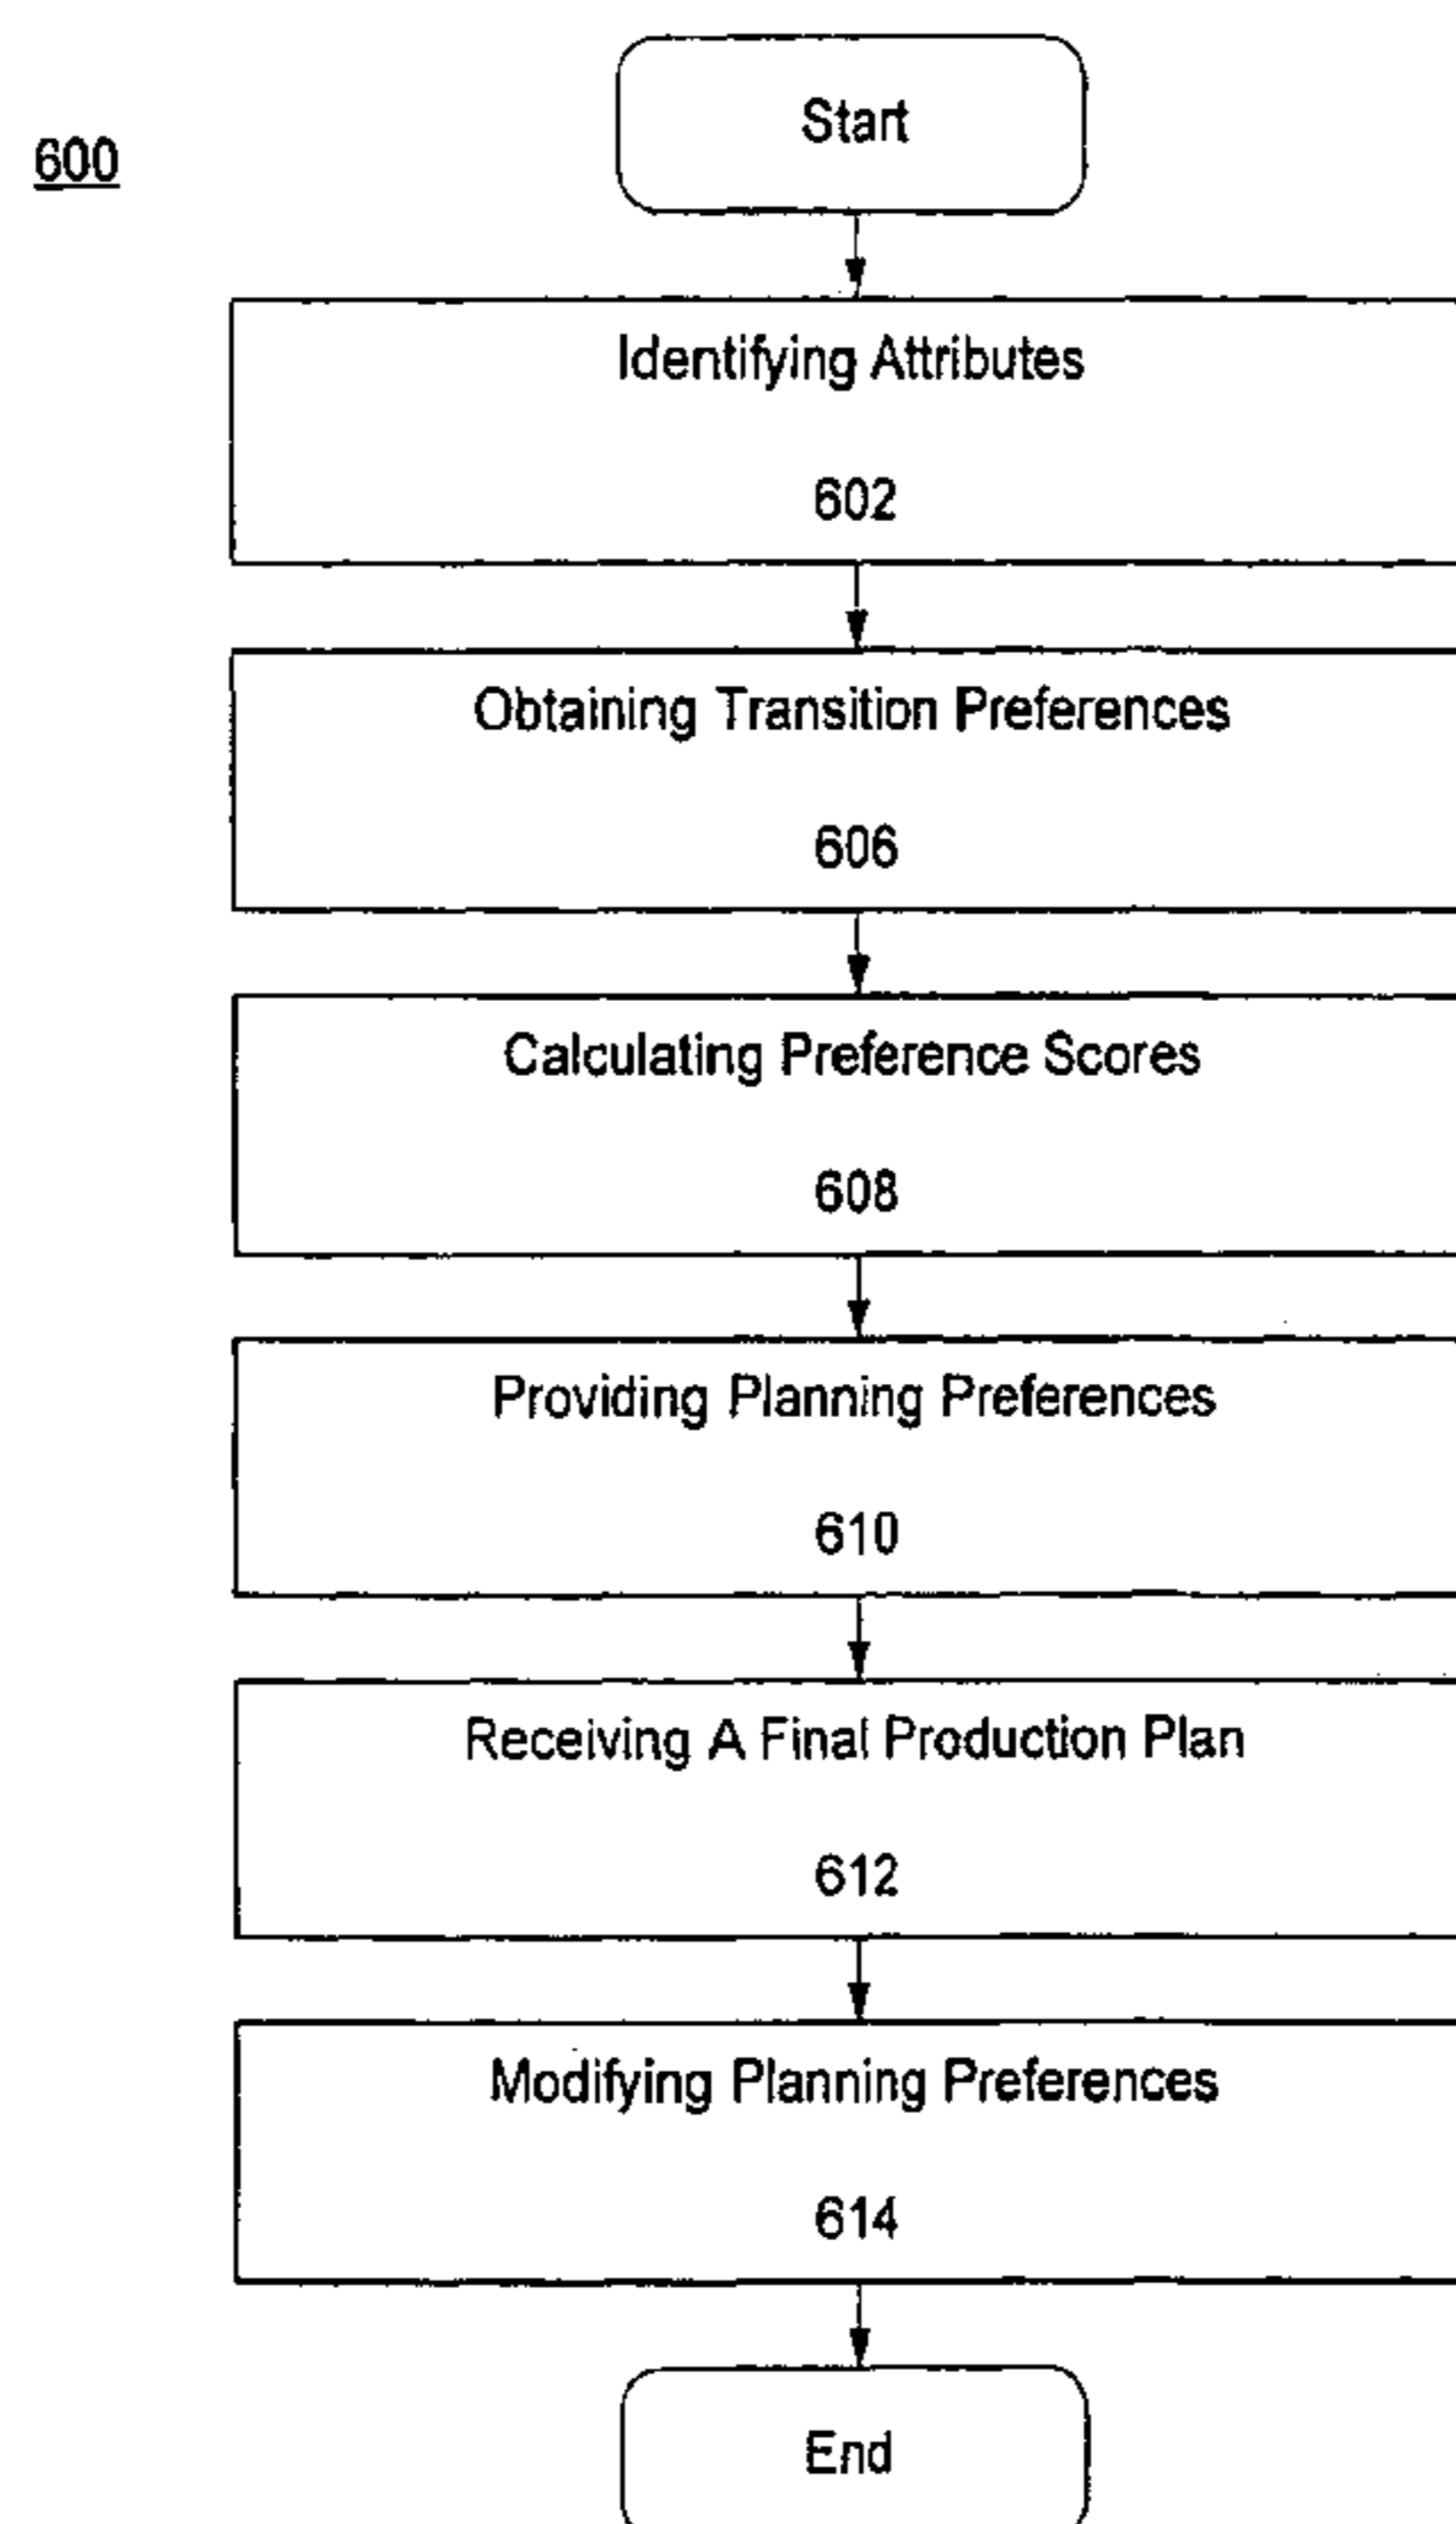 600
Start
Identifying Attributes
602
Obtaining Transition Preferences
606
Calculating Preference Scores
608
Providing Planning Preferences
610
Receiving A Final Production Plan
612
Modifying Planning Preferences
614
End